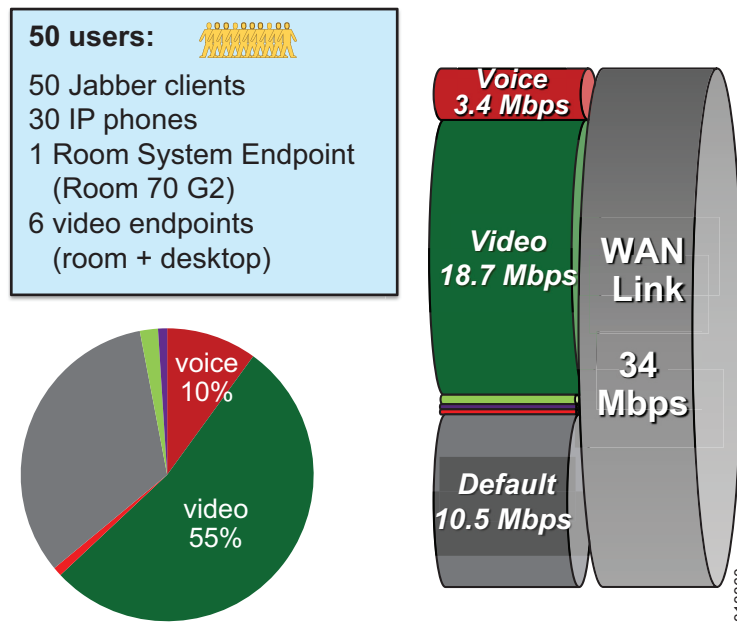 50 users:
50 Jabber clients
30 IP phones
1 Room System Endpoint
(Room 70 G2)
6 video endpoints
(room + desktop)
Voice
3.4 Mbps
Video
18.7 Mbps
WAN
Link
34
Mbps
Default
10.5 Mbps
voice
10%
video
55%